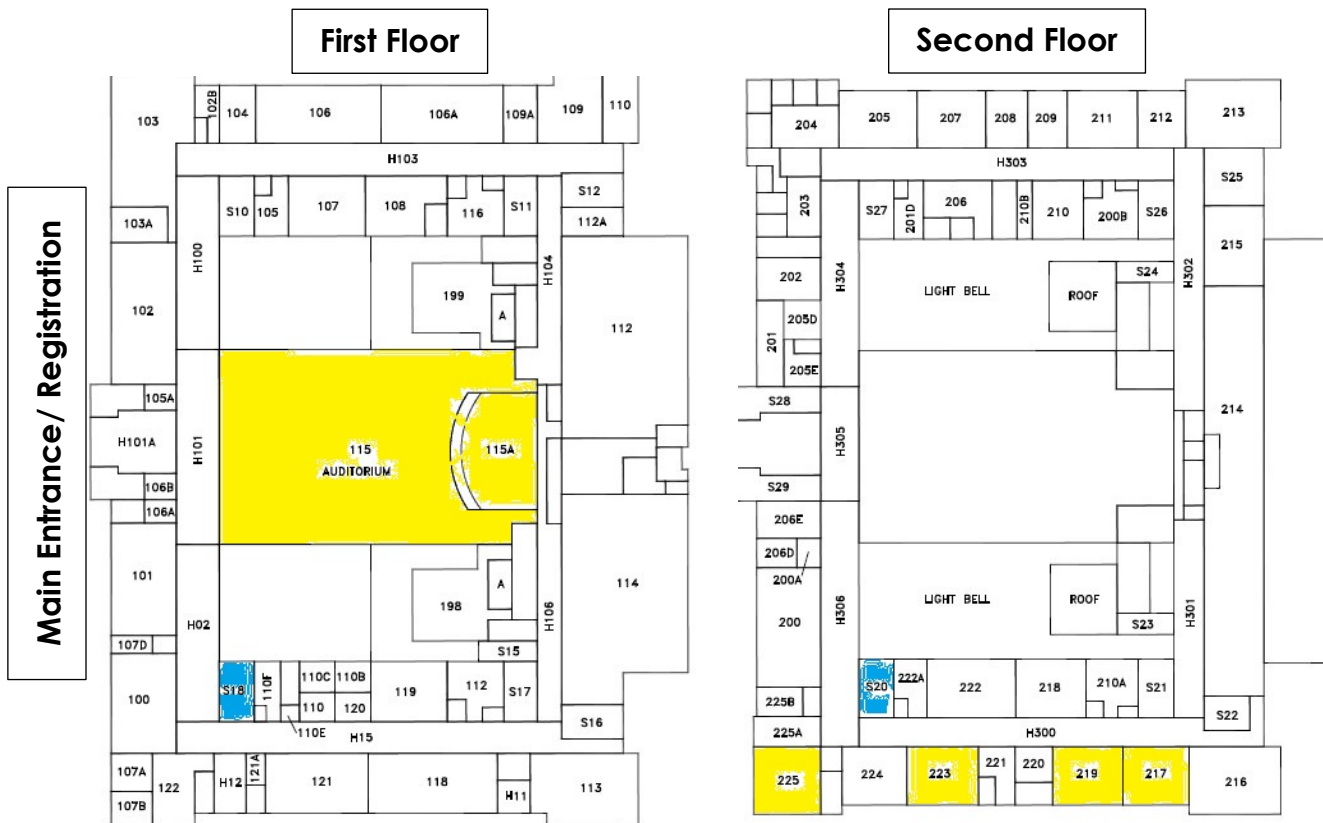 First Floor
Second Floor
Main Entrance/ Registration
103
102B
104
106
106A
109A
109
110
H103
S10
105
107
108
116
S11
S12
112A
103A
H100
H104
102
199
A
112
105A
H101A
H101
115
AUDITORIUM
115A
106B
106A
101
A
114
198
H02
H106
107D
S15
100
S18
110F
110C
110B
119
112
S17
110
120
S16
110E
H15
107A
107B
122
H12
121A
121
118
H11
113
204
205
207
208
209
211
212
213
H303
203
S27
201D
206
210B
210
200B
S26
S25
202
H304
H302
215
LIGHT BELL
ROOF
S24
201
205D
205E
S28
H305
214
S29
206E
206D
200A
200
H306
LIGHT BELL
ROOF
H301
S23
S20
222A
222
218
210A
S21
225B
S22
225A
H300
225
224
223
221
220
219
217
216